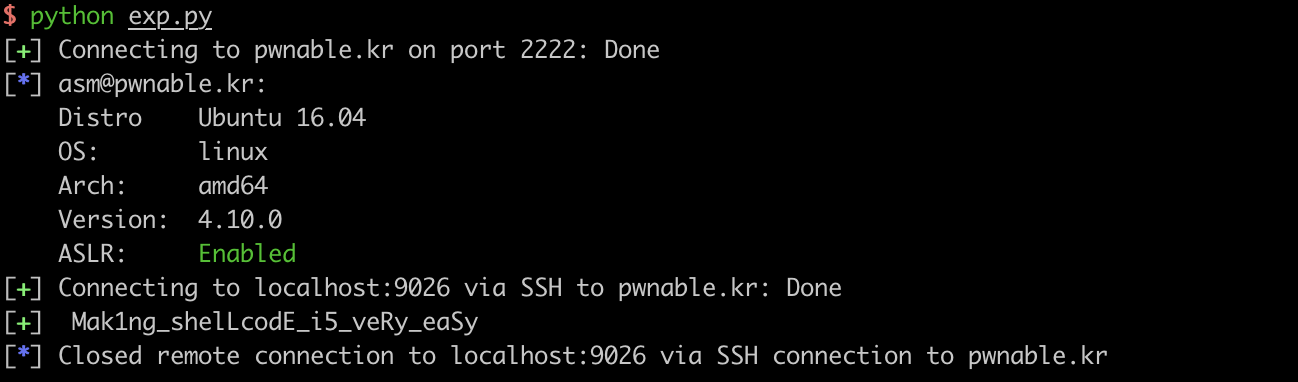 $ python exp.py
[+] Connecting to pwnable.kr on port 2222: Done
[*] asm@pwnable.kr:
    Distro    Ubuntu 16.04
    OS:       linux
    Arch:     amd64
    Version:  4.10.0
    ASLR:     Enabled
[+] Connecting to localhost:9026 via SSH to pwnable.kr: Done
[+]  Mak1ng_shelLcodE_i5_veRy_eaSy
[*] Closed remote connection to localhost:9026 via SSH connection to pwnable.kr